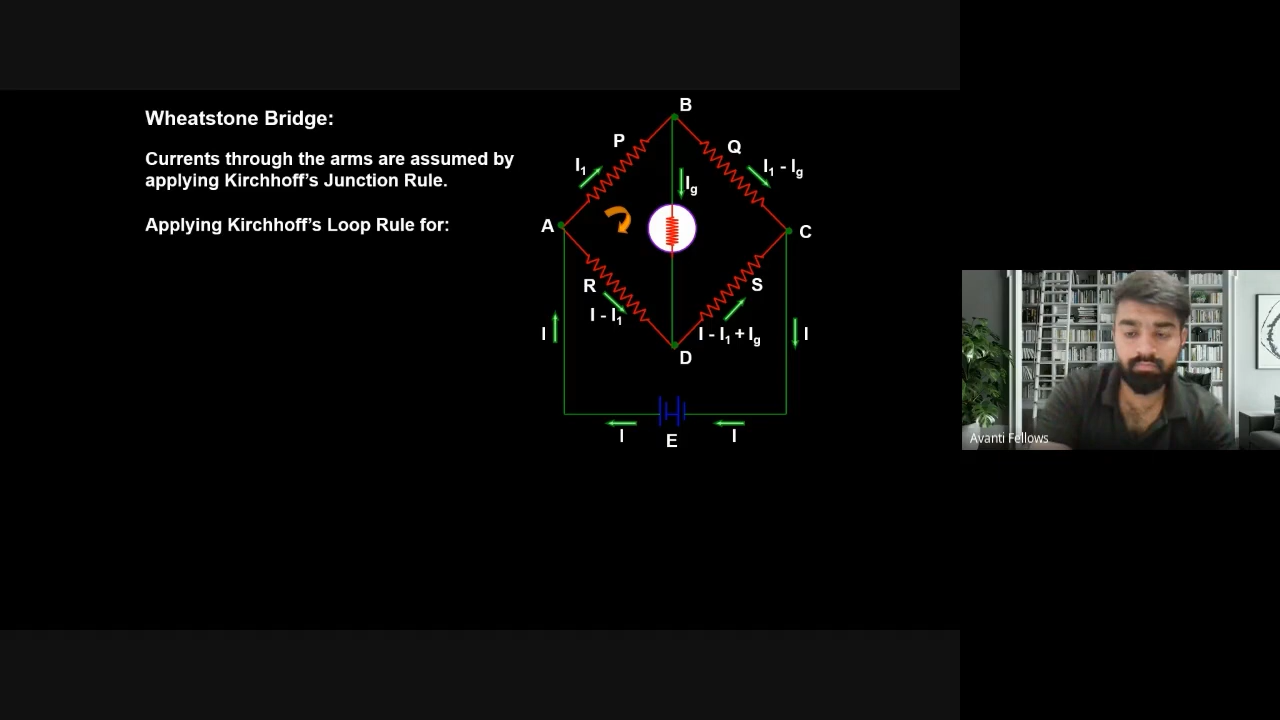 Wheatstone Bridge:
Currents through the arms are assumed by
applying Kirchhoff's Junction Rule.
Applying Kirchhoff's Loop Rule for:
B
P
Q
I₁
I₁ - Ig
Ig
A
C
R
S
I - I₁
I - I₁ + Ig
I
I
D
I
E
I
Avanti Fellows